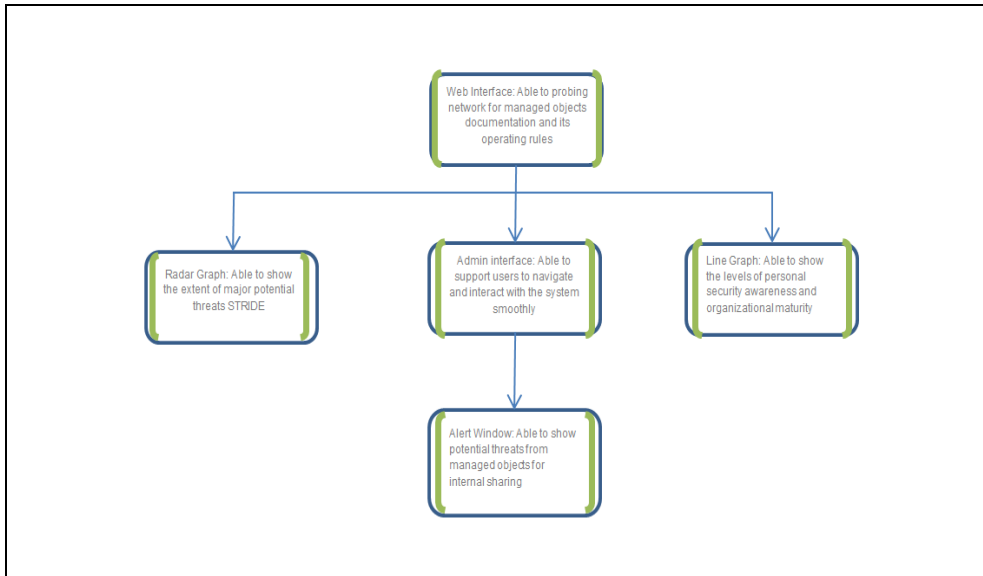 Web Interface: Able to probing
network for managed objects
documentation and its
operating rules
Radar Graph: Able to show
the extent of major potential
threats STRIDE
Admin interface: Able to
support users to navigate
and interact with the system
smoothly
Line Graph: Able to show
the levels of personal
security awareness and
organizational maturity
Alert Window: Able to show
potential threats from
managed objects for
internal sharing